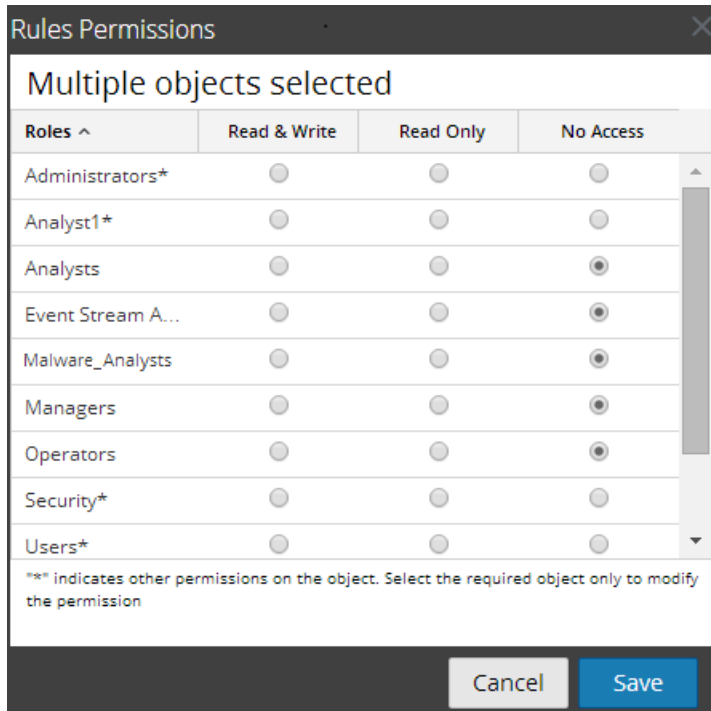 Rules Permissions
Multiple objects selected
Roles Read & Write Read Only No Access
Administrators*
Analyst1*
Analysts
Event Stream A...
Malware_Analysts
Managers
Operators
Security*
Users*
"*" indicates other permissions on the object. Select the required object only to modify
the permission
Cancel Save